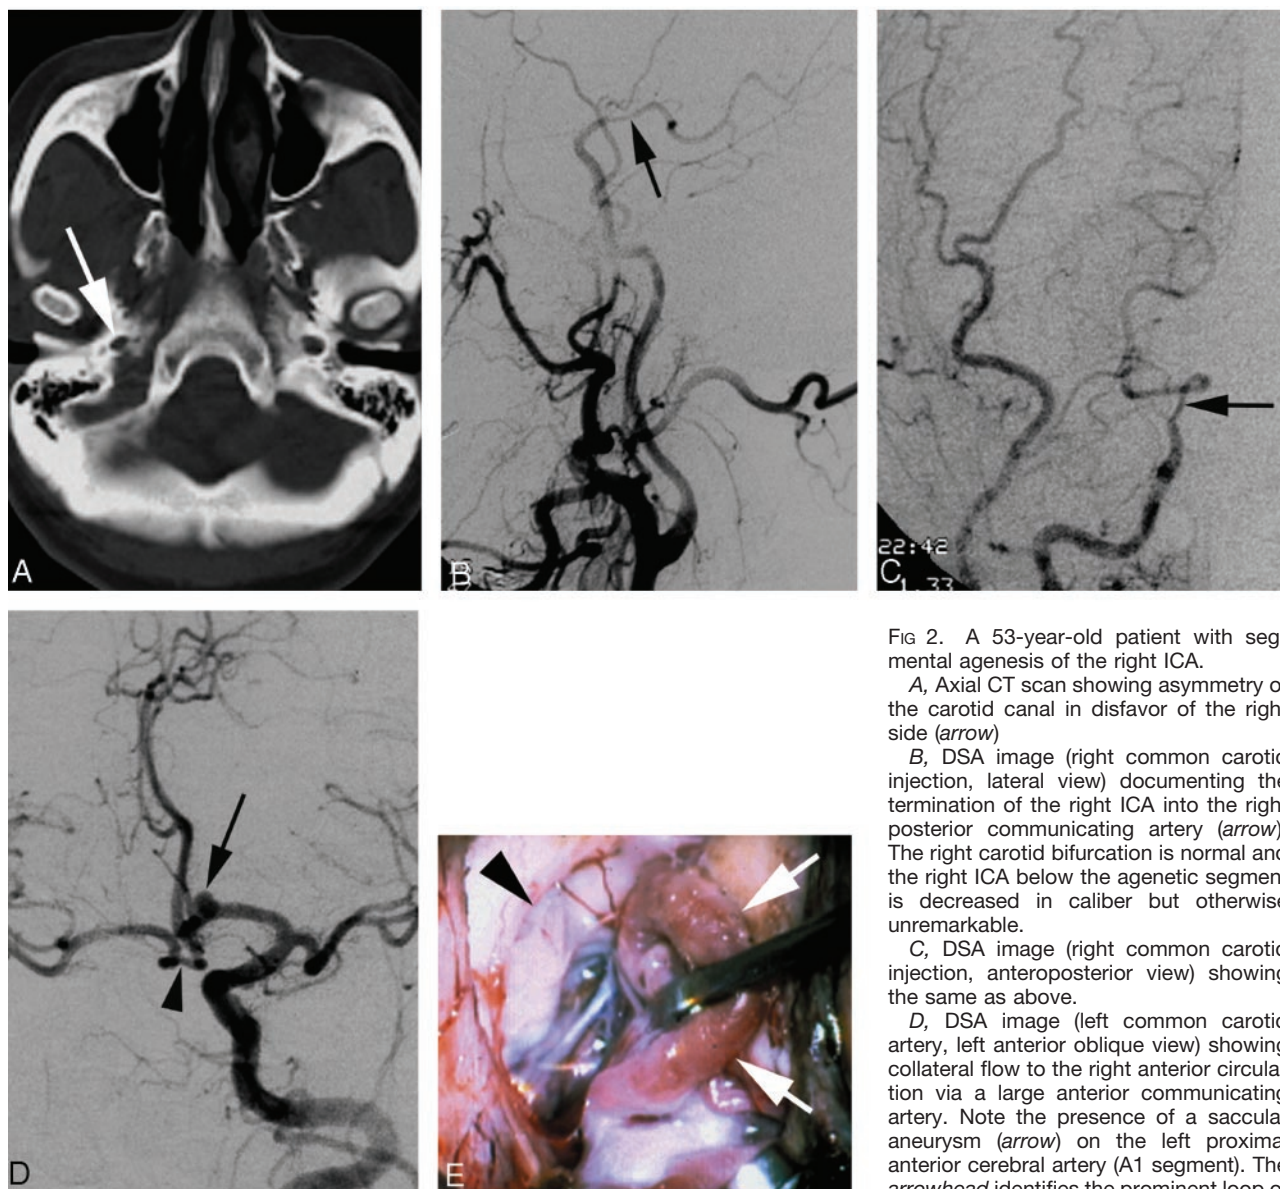 A
B
22:42
C 1.33
D
E
FIG 2. A 53-year-old patient with seg
mental agenesis of the right ICA.
A, Axial CT scan showing asymmetry o
the carotid canal in disfavor of the righ
side (arrow)
B, DSA image (right common carotid
injection, lateral view) documenting the
termination of the right ICA into the righ
posterior communicating artery (arrow)
The right carotid bifurcation is normal and
the right ICA below the agenetic segmen
is decreased in caliber but otherwise
unremarkable.
C, DSA image (right common carotid
injection, anteroposterior view) showing
the same as above.
D, DSA image (left common carotid
artery, left anterior oblique view) showing
collateral flow to the right anterior circula
tion via a large anterior communicating
artery. Note the presence of a saccula
aneurysm (arrow) on the left proxima
anterior cerebral artery (A1 segment). The
arrowhead identifies the prominent loop o